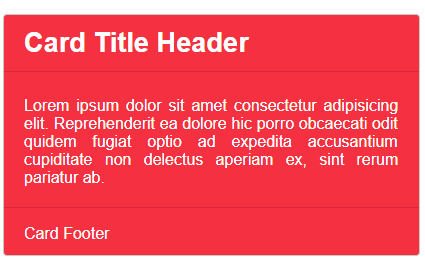 Card Title Header
Lorem ipsum dolor sit amet consectetur adipisicing
elit. Reprehenderit ea dolore hic porro obcaecati odit
quidem fugiat optio ad expedita accusantium
cupiditate non delectus aperiam ex, sint rerum
pariatur ab.
Card Footer